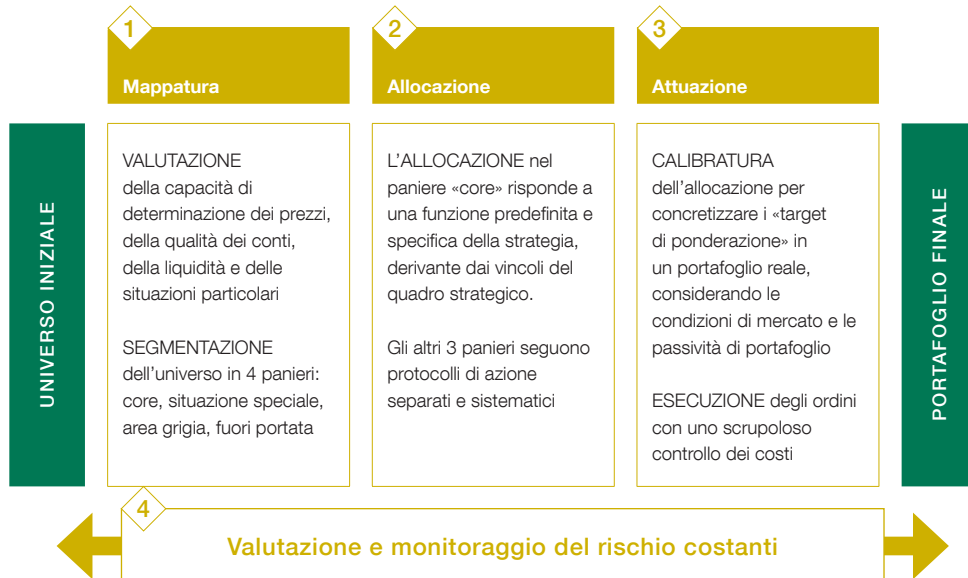 UNIVERSO INIZIALE
1
Mappatura
VALUTAZIONE
della capacità di
determinazione dei prezzi,
della qualità dei conti,
della liquidità e delle
situazioni particolari
SEGMENTAZIONE
dell'universo in 4 panieri:
core, situazione speciale,
area grigia, fuori portata
2
Allocazione
L'ALLOCAZIONE nel
paniere «core» risponde a
una funzione predefinita e
specifica della strategia,
derivante dai vincoli del
quadro strategico.
Gli altri 3 panieri seguono
protocolli di azione
separati e sistematici
3
Attuazione
CALIBRATURA
dell'allocazione per
concretizzare i «target
di ponderazione» in
un portafoglio reale,
considerando le
condizioni di mercato e le
passività di portafoglio
ESECUZIONE degli ordini
con uno scrupoloso
controllo dei costi
PORTAFOGLIO FINALE
4
Valutazione e monitoraggio del rischio costanti